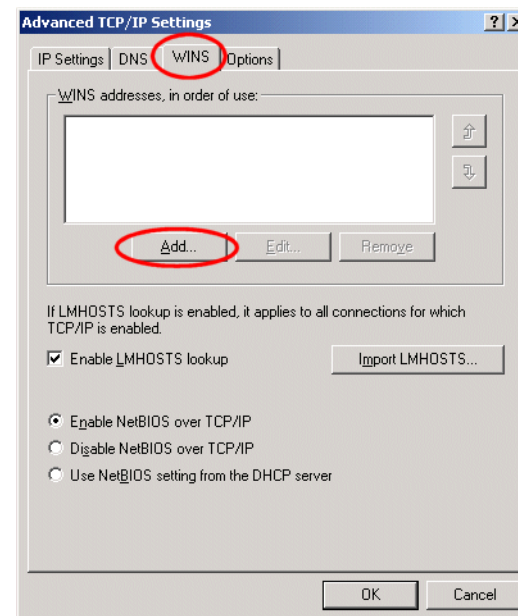 Advanced TCP/IP Settings
IP Settings DNS WINS Options
WINS addresses, in order of use:
Add... Edit... Remove
If LMHOSTS lookup is enabled, it applies to all connections for which
TCP/IP is enabled.
Enable LMHOSTS lookup Import LMHOSTS...
Enable NetBIOS over TCP/IP
Disable NetBIOS over TCP/IP
Use NetBIOS setting from the DHCP server
OK Cancel